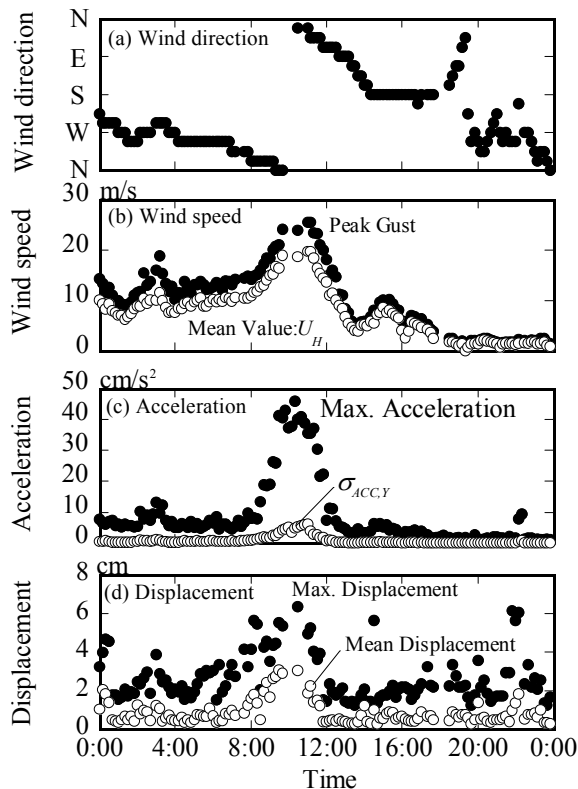 N
(a) Wind direction
E
S
W
N
Wind direction
m/s
30
(b) Wind speed
Peak Gust
20
10
Mean Value:U_H
0
Wind speed
50
cm/s²
(c) Acceleration
Max. Acceleration
40
30
20
σ_ACC,Y
10
0
Acceleration
cm
8
(d) Displacement
Max. Displacement
6
Mean Displacement
4
2
0
Displacement
0:00 4:00 8:00 12:00 16:00 20:00 0:00
Time